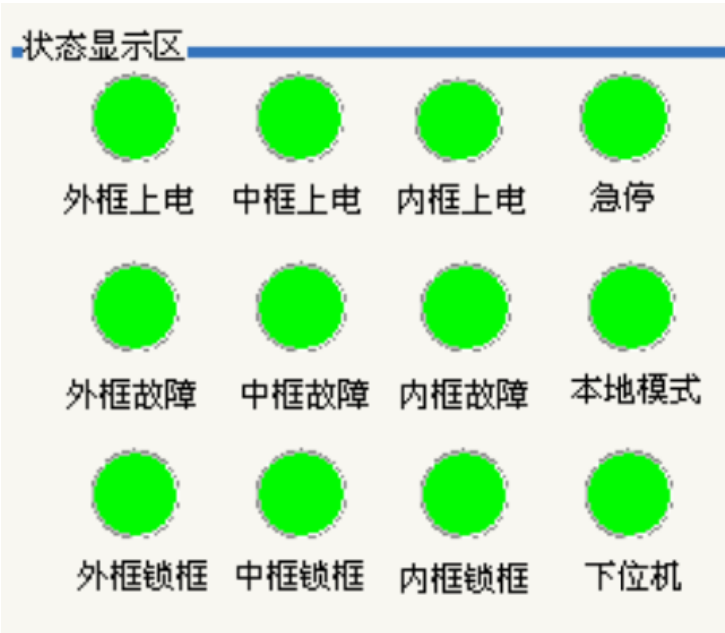 状态显示区
外框上电 中框上电 内框上电 急停
外框故障 中框故障 内框故障 本地模式
外框锁框 中框锁框 内框锁框 下位机